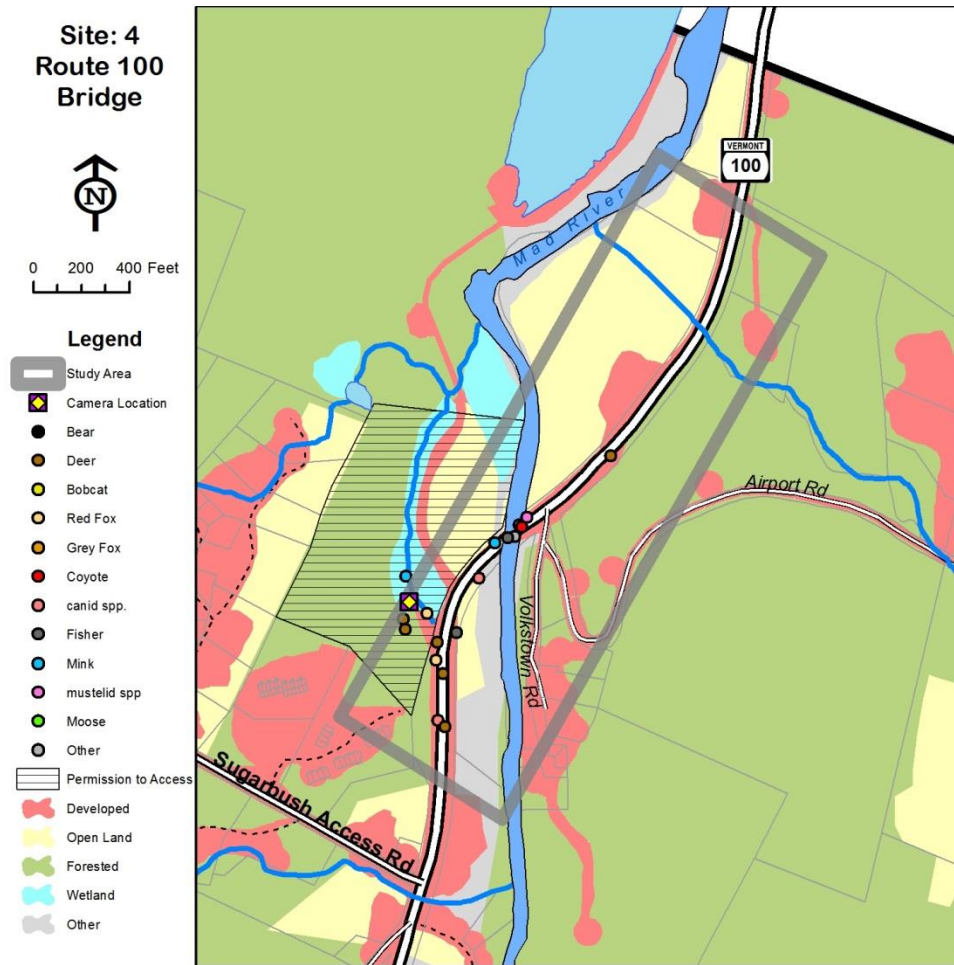 Site: 4
Route 100
Bridge
N
0 200 400 Feet
Legend
Study Area
Camera Location
Bear
Deer
Bobcat
Red Fox
Grey Fox
Coyote
canid spp.
Fisher
Mink
mustelid spp
Moose
Other
Permission to Access
Developed
Open Land
Forested
Wetland
Other
VERMONT
100
Mad River
Airport Rd
Volkstown Rd
Sugarbush Access Rd